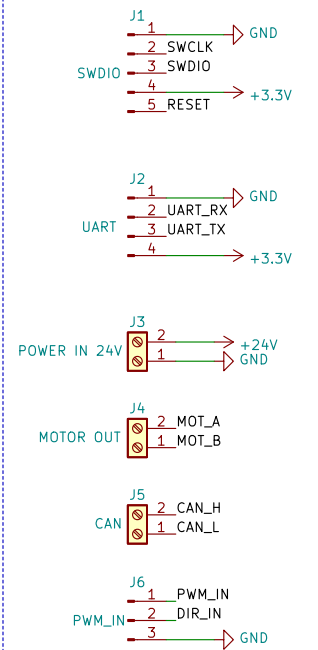 J1
1 GND
2 SWCLK
SWDIO 3 SWDIO
4 +3.3V
5 RESET
J2
1 GND
2 UART_RX
UART 3 UART_TX
4 +3.3V
J3
2 +24V
POWER IN 24V 1 GND
J4
2 MOT_A
MOTOR OUT 1 MOT_B
J5
2 CAN_H
CAN 1 CAN_L
J6
1 PWM_IN
PWM_IN 2 DIR_IN
3 GND